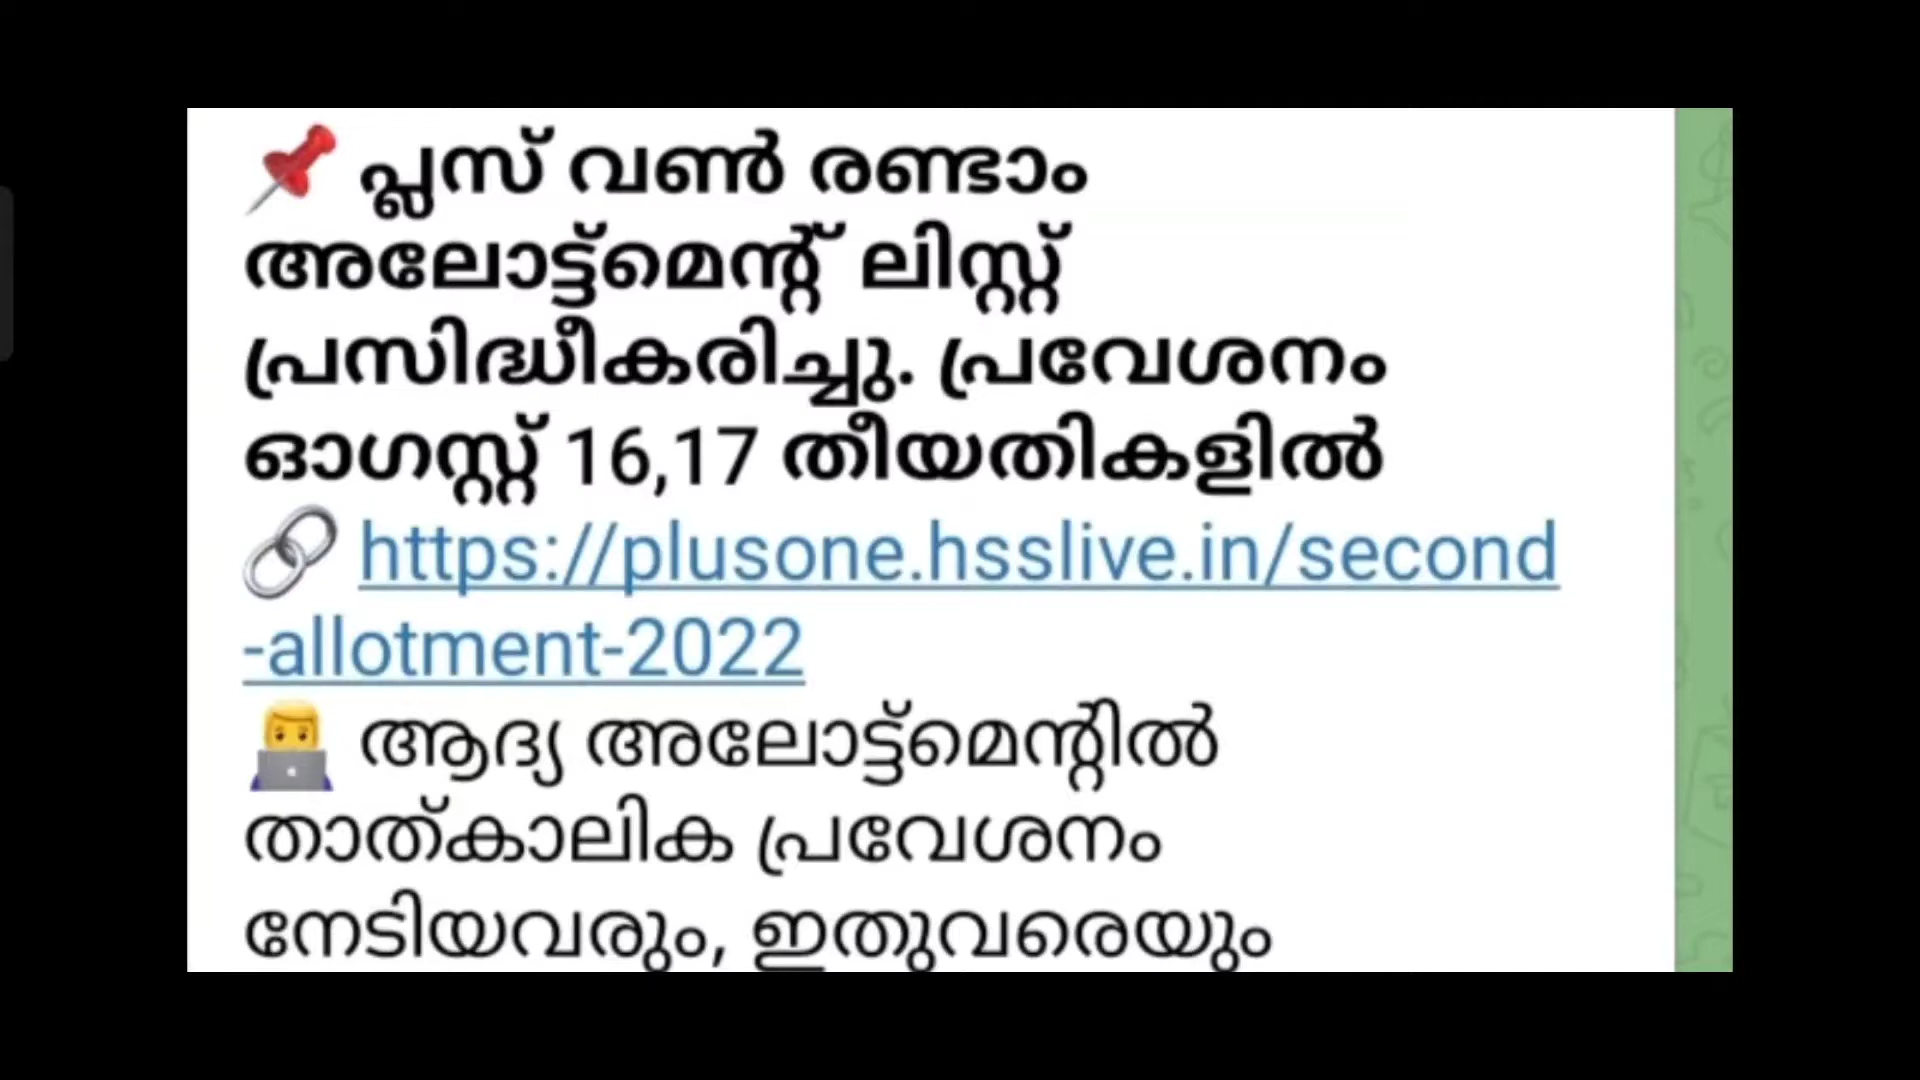 📌 പ്ലസ് വൺ രണ്ടാം
അലോട്ട്മെന്റ് ലിസ്റ്റ്
പ്രസിദ്ധീകരിച്ചു. പ്രവേശനം
ഓഗസ്റ്റ് 16,17 തീയതികളിൽ
🔗 https://plusone.hsslive.in/second
-allotment-2022
👨‍💻 ആദ്യ അലോട്ട്മെന്റിൽ
താത്കാലിക പ്രവേശനം
നേടിയവരും, ഇതുവരെയും